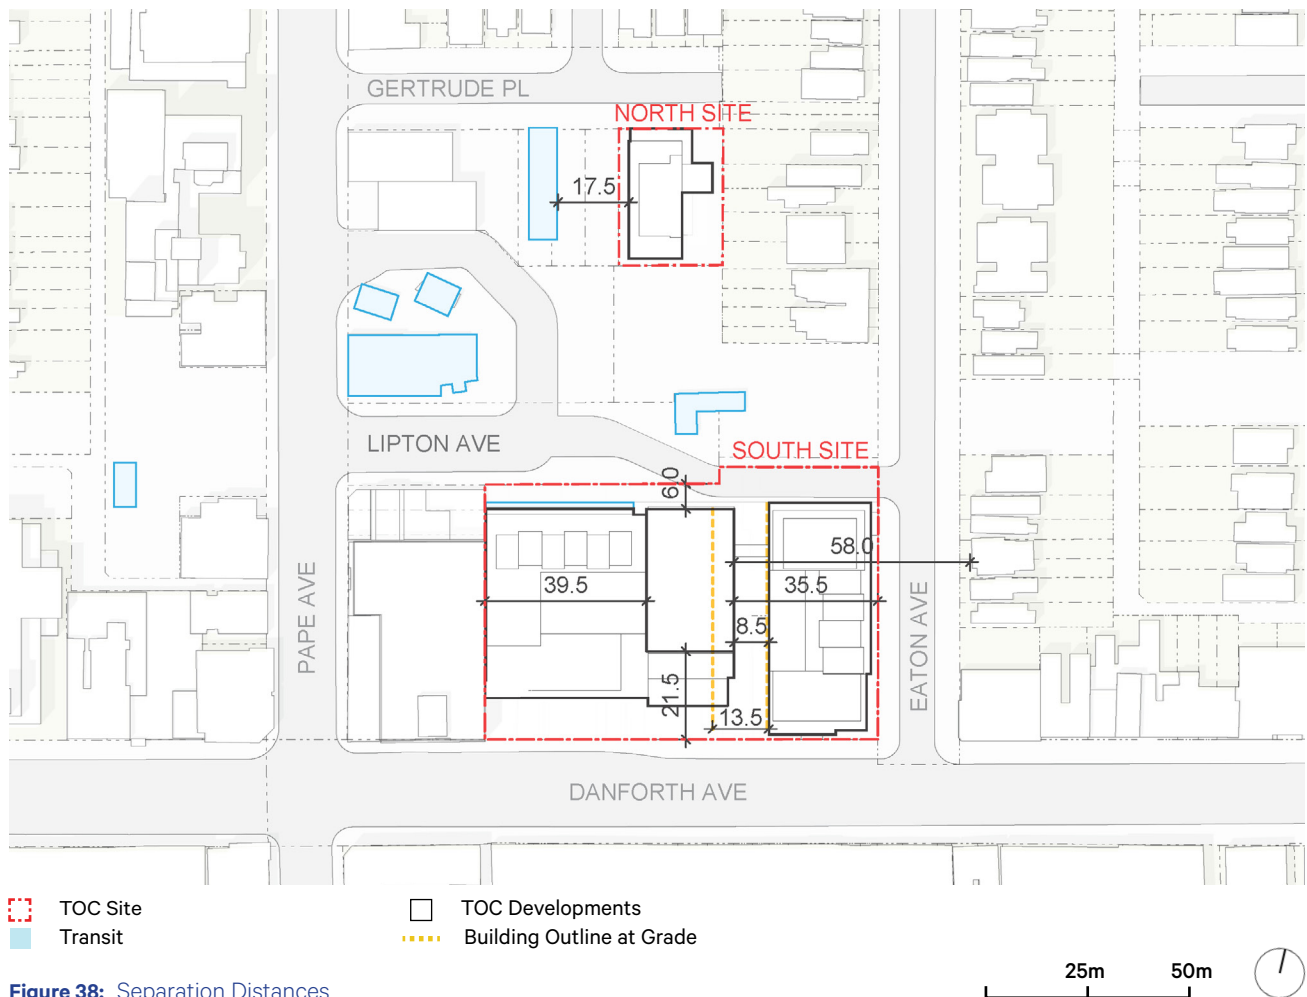 GERTRUDE PL
NORTH SITE
17.5
LIPTON AVE
SOUTH SITE
6.0
58.0
39.5
35.5
8.5
21.5
13.5
PAPE AVE
EATON AVE
DANFORTH AVE
TOC Site
TOC Developments
Transit
Building Outline at Grade
25m
50m
Figure 38: Separation Distances